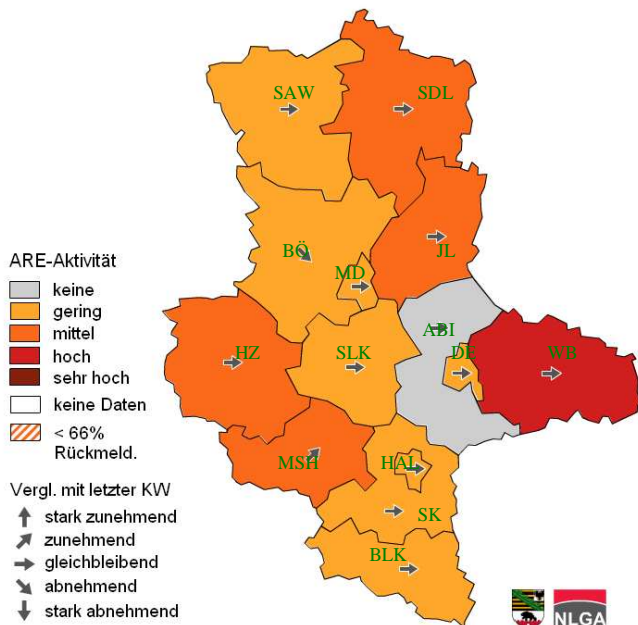 SAW
SDL
BÖ
MD
JL
ARE-Aktivität
keine
gering
mittel
hoch
sehr hoch
keine Daten
< 66%
Rückmeld.
HZ
SLK
ABI
DE
WB
MSH
HAL
SK
BLK
Vergl. mit letzter KW
stark zunehmend
zunehmend
gleichbleibend
abnehmend
stark abnehmend
NLGA